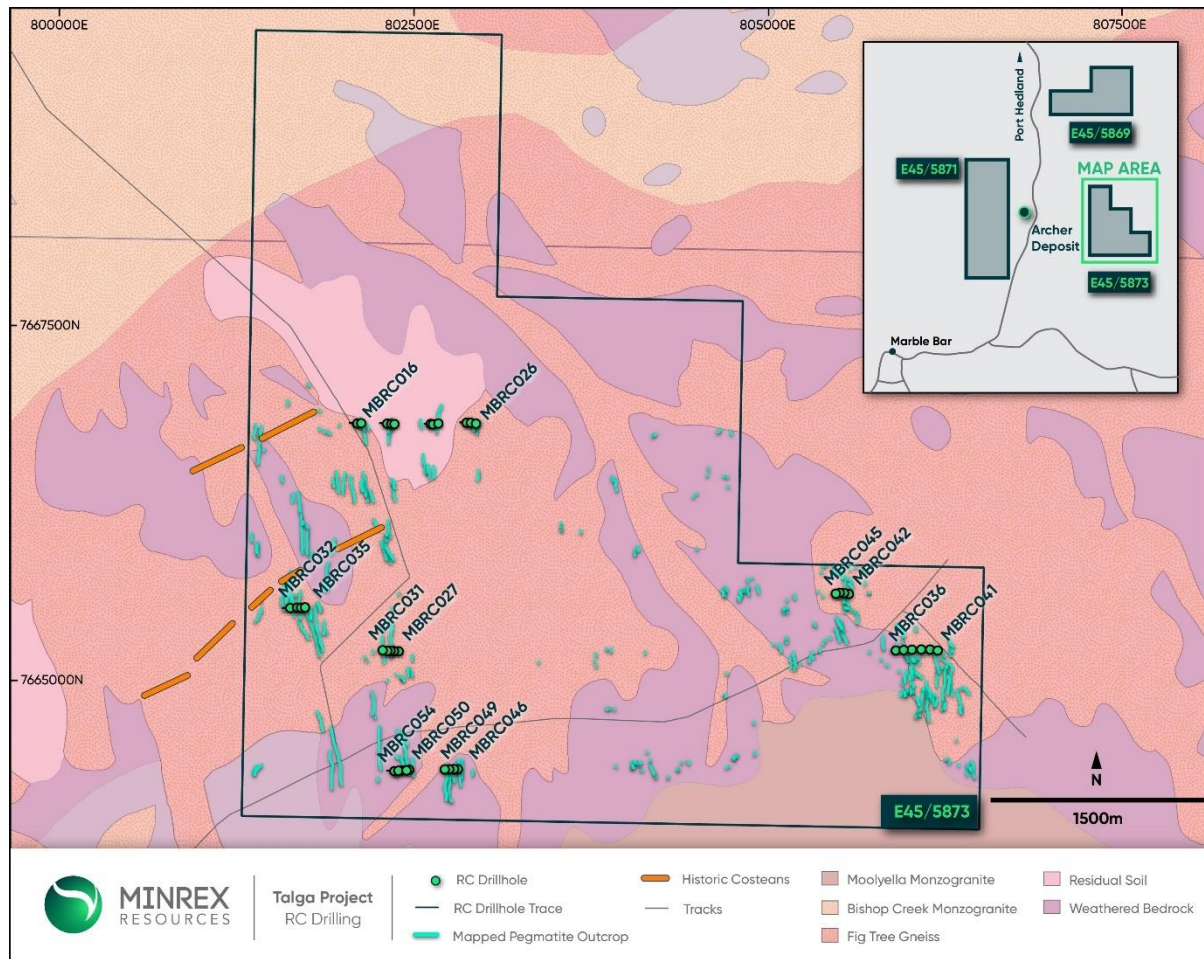 800000E
802500E
805000E
807500E
Port Hedland
E45/5869
E45/5871
MAP AREA
Archer
Deposit
E45/5873
Marble Bar
7667500N
MBRC016
MBRC026
MBRC032
MBRC035
MBRC031
MBRC027
MBRC045
MBRC042
MBRC036
MBRC041
7665000N
MBRC054
MBRC050
MBRC049
MBRC046
N
E45/5873
1500m
MINREX
RESOURCES
Talga Project
RC Drilling
RC Drillhole
RC Drillhole Trace
Mapped Pegmatite Outcrop
Historic Costeans
Tracks
Moolyella Monzogranite
Bishop Creek Monzogranite
Fig Tree Gneiss
Residual Soil
Weathered Bedrock